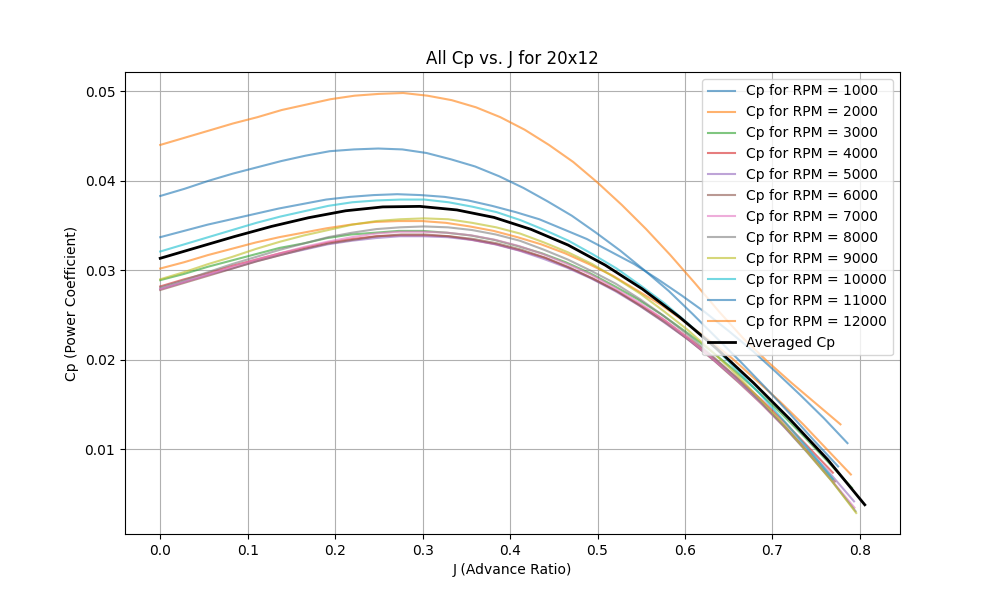 All Cp vs. J for 20x12
Cp (Power Coefficient)
0.05
0.04
0.03
0.02
0.01
Cp for RPM = 1000
Cp for RPM = 2000
Cp for RPM = 3000
Cp for RPM = 4000
Cp for RPM = 5000
Cp for RPM = 6000
Cp for RPM = 7000
Cp for RPM = 8000
Cp for RPM = 9000
Cp for RPM = 10000
Cp for RPM = 11000
Cp for RPM = 12000
Averaged Cp
0.0 0.1 0.2 0.3 0.4 0.5 0.6 0.7 0.8
J (Advance Ratio)